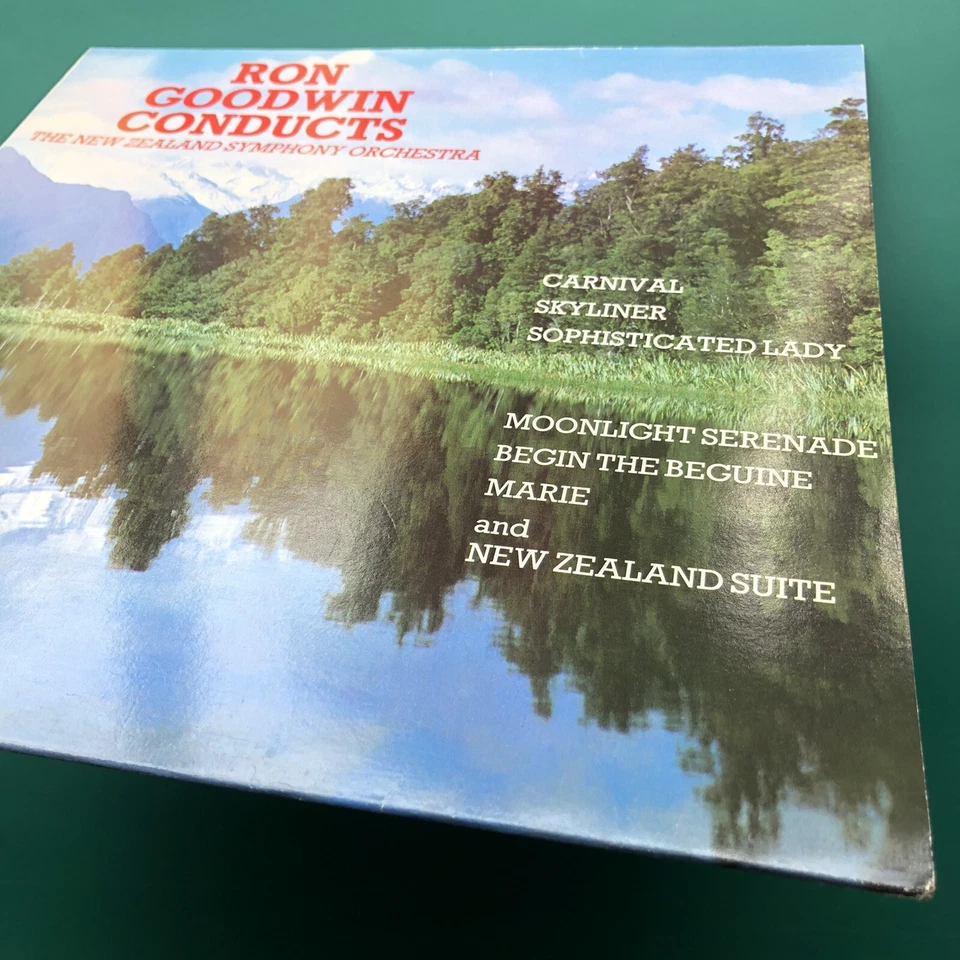 RON
GOODWIN
CONDUCTS
THE NEW ZEALAND SYMPHONY ORCHESTRA
CARNIVAL
SKYLINER
SOPHISTICATED LADY
MOONLIGHT SERENADE
BEGIN THE BEGUINE
MARIE
and
NEW ZEALAND SUITE